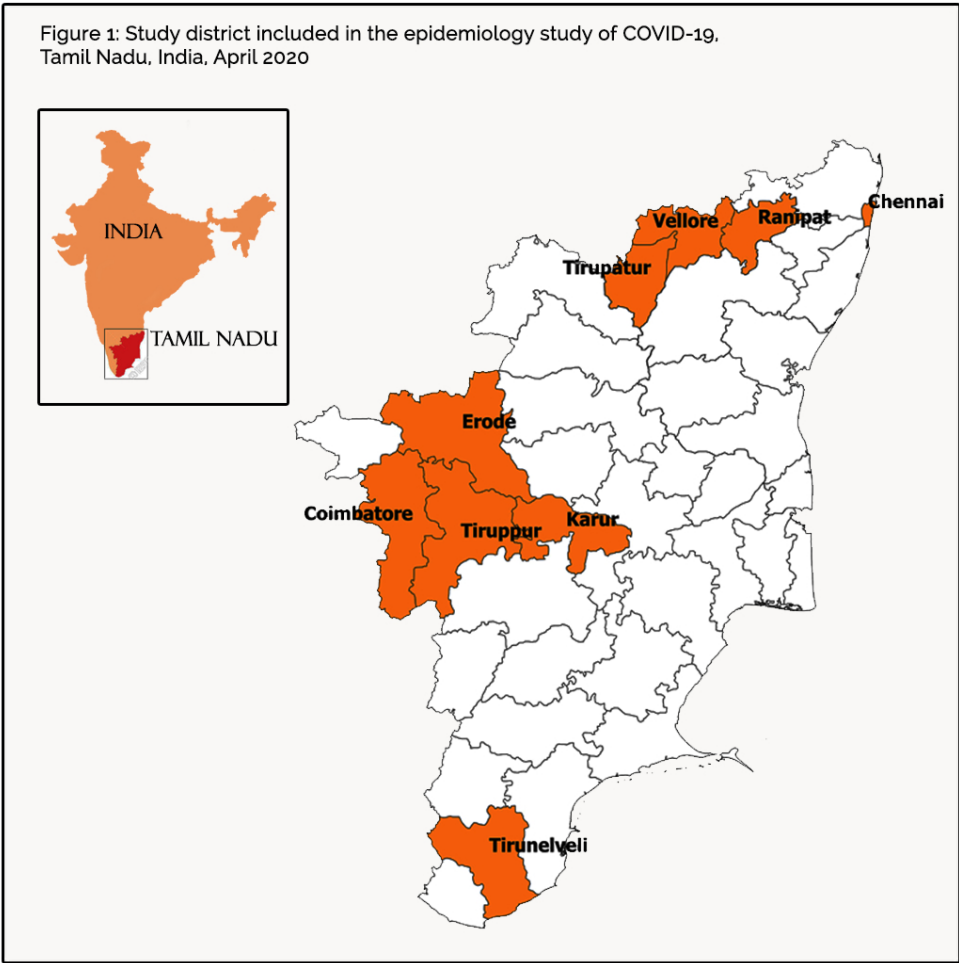 Figure 1: Study district included in the epidemiology study of COVID-19,
Tamil Nadu, India, April 2020
INDIA
TAMIL NADU
Chennai
Ranipat
Vellore
Tirupatur
Erode
Coimbatore
Tiruppur
Karur
Tirunelveli